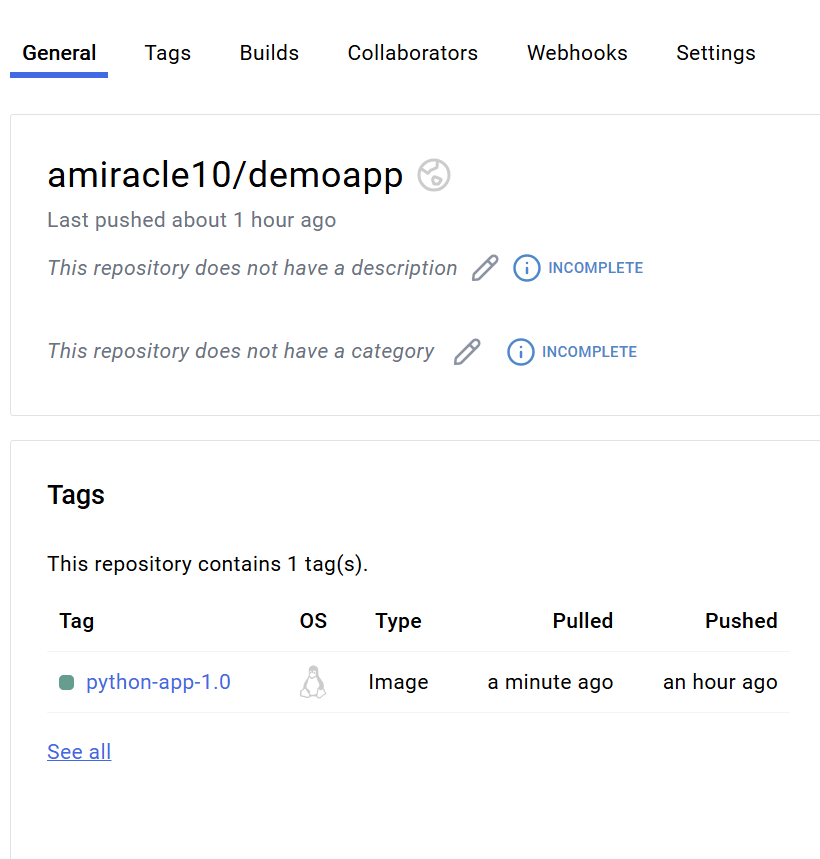 General Tags Builds Collaborators Webhooks Settings
amiracle10/demoapp
Last pushed about 1 hour ago
This repository does not have a description INCOMPLETE
This repository does not have a category INCOMPLETE
Tags
This repository contains 1 tag(s).
Tag OS Type Pulled Pushed
python-app-1.0 Image a minute ago an hour ago
See all